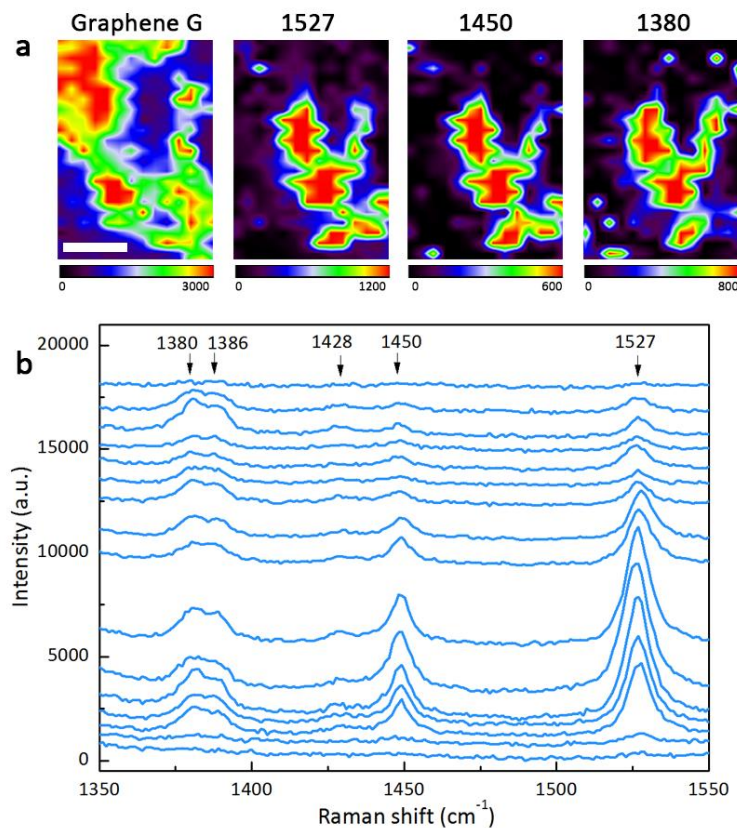 Graphene G 1527 1450 1380
a
0 3000 0 1200 0 600 0 800
b
1380 1386 1428 1450 1527
20000
15000
10000
5000
0
Intensity (a.u.)
1350 1400 1450 1500 1550
Raman shift (cm⁻¹)